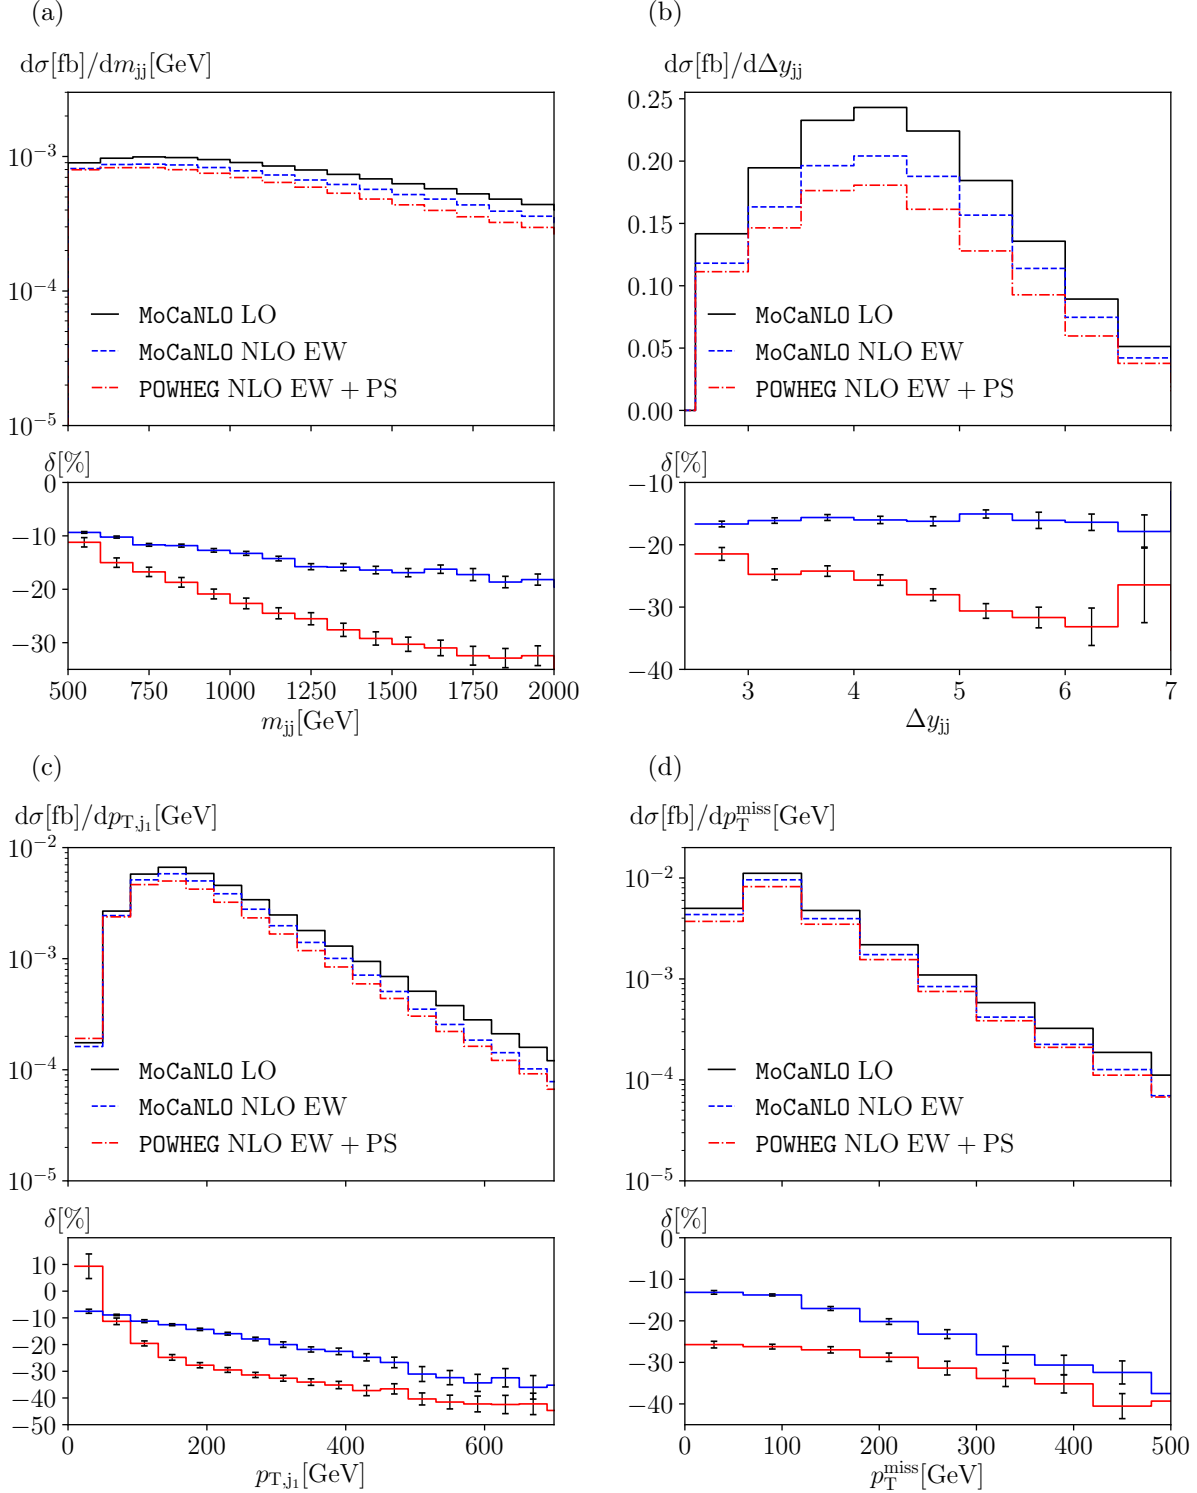 (a)
dσ[fb]/dm_jj[GeV]
10⁻³
10⁻⁴
10⁻⁵
MoCaNLO LO
MoCaNLO NLO EW
POWHEG NLO EW + PS
δ[%]
0
−10
−20
−30
500 750 1000 1250 1500 1750 2000
m_jj[GeV]
(b)
dσ[fb]/dΔy_jj
0.25
0.20
0.15
0.10
0.05
0.00
MoCaNLO LO
MoCaNLO NLO EW
POWHEG NLO EW + PS
δ[%]
−10
−20
−30
−40
3 4 5 6 7
Δy_jj
(c)
dσ[fb]/dp_T,j₁[GeV]
10⁻²
10⁻³
10⁻⁴
10⁻⁵
MoCaNLO LO
MoCaNLO NLO EW
POWHEG NLO EW + PS
δ[%]
10
0
−10
−20
−30
−40
−50
0 200 400 600
p_T,j₁[GeV]
(d)
dσ[fb]/dp_T^miss[GeV]
10⁻²
10⁻³
10⁻⁴
10⁻⁵
MoCaNLO LO
MoCaNLO NLO EW
POWHEG NLO EW + PS
δ[%]
0
−10
−20
−30
−40
0 100 200 300 400 500
p_T^miss[GeV]